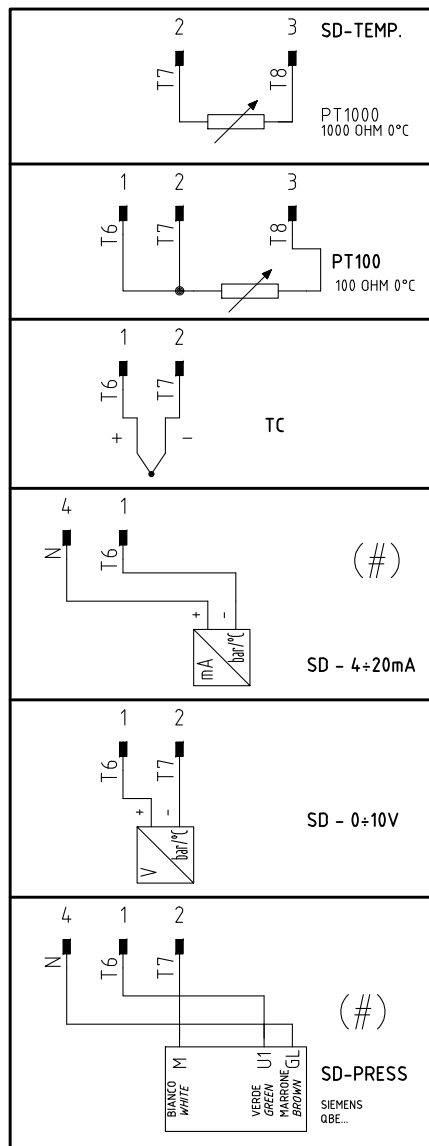 2 3 SD-TEMP.
T7 T8
PT1000
1000 OHM 0°C
1 2 3
T6 T7 T8
PT100
100 OHM 0°C
1 2
T6 T7
+ -
TC
4 1
N T6
(#)
+ -
mA bar/°C
SD - 4÷20mA
1 2
T6 T7
+ -
V bar/°C
SD - 0÷10V
4 1 2
N T6 T7
(#)
M U1 GL
BIANCO VERDE MARRONE
WHITE GREEN BROWN
SD-PRESS
SIEMENS
QBE...